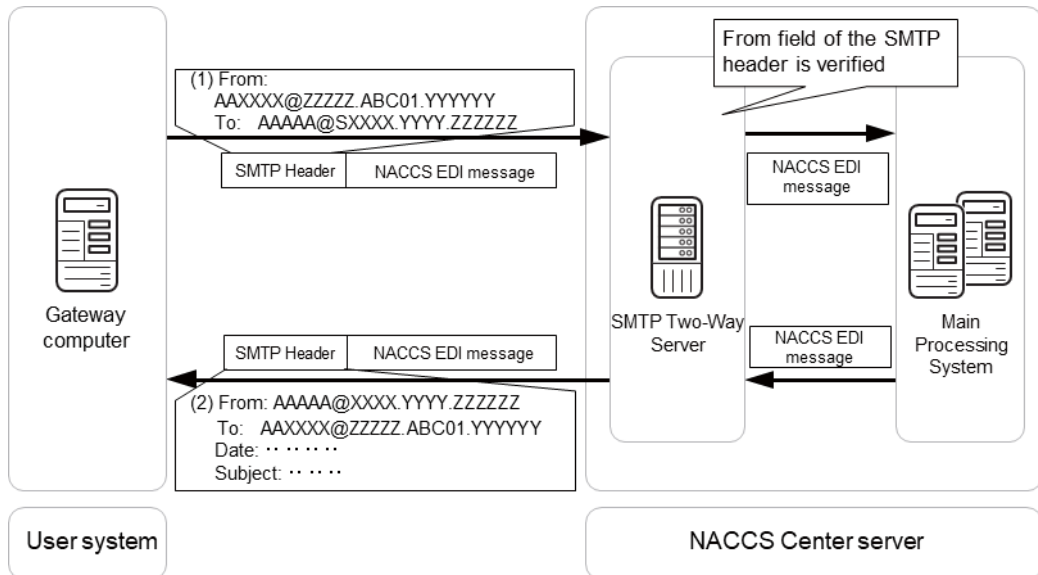 From field of the SMTP
header is verified
(1) From:
AAXXXX@ZZZZZ.ABC01.YYYYYY
To: AAAAA@SXXXX.YYYY.ZZZZZZ
SMTP Header NACCS EDI message
NACCS EDI
message
Gateway
computer
SMTP Two-Way
Server
Main
Processing
System
NACCS EDI
message
SMTP Header NACCS EDI message
(2) From: AAAAA@XXXX.YYYY.ZZZZZZ
To: AAXXXX@ZZZZZ.ABC01.YYYYYY
Date: ‥ ‥ ‥ ‥
Subject: ‥ ‥ ‥
User system
NACCS Center server